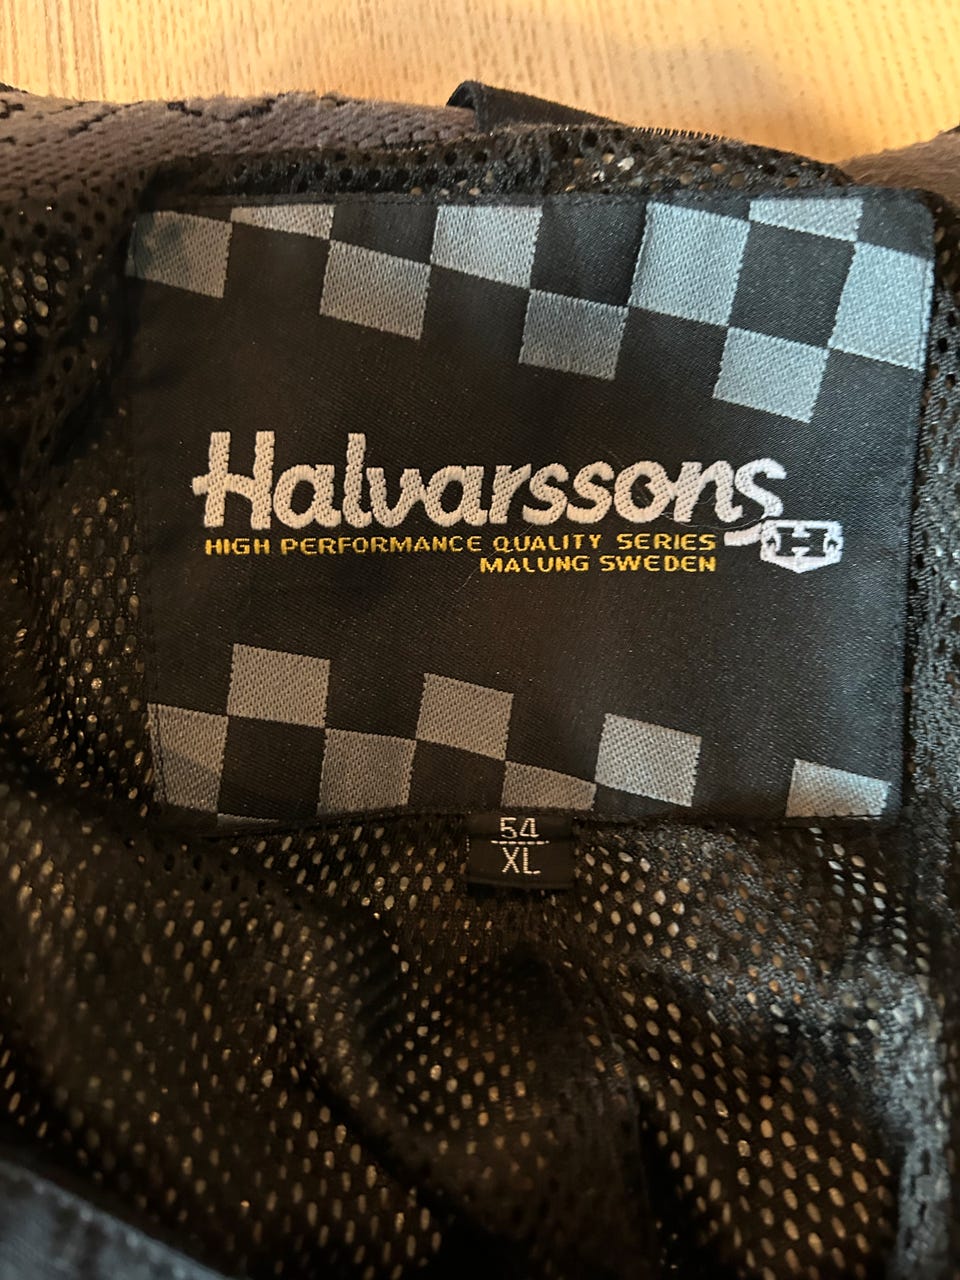 Halvarssons
HIGH PERFORMANCE QUALITY SERIES
MALUNG SWEDEN
H
54
XL